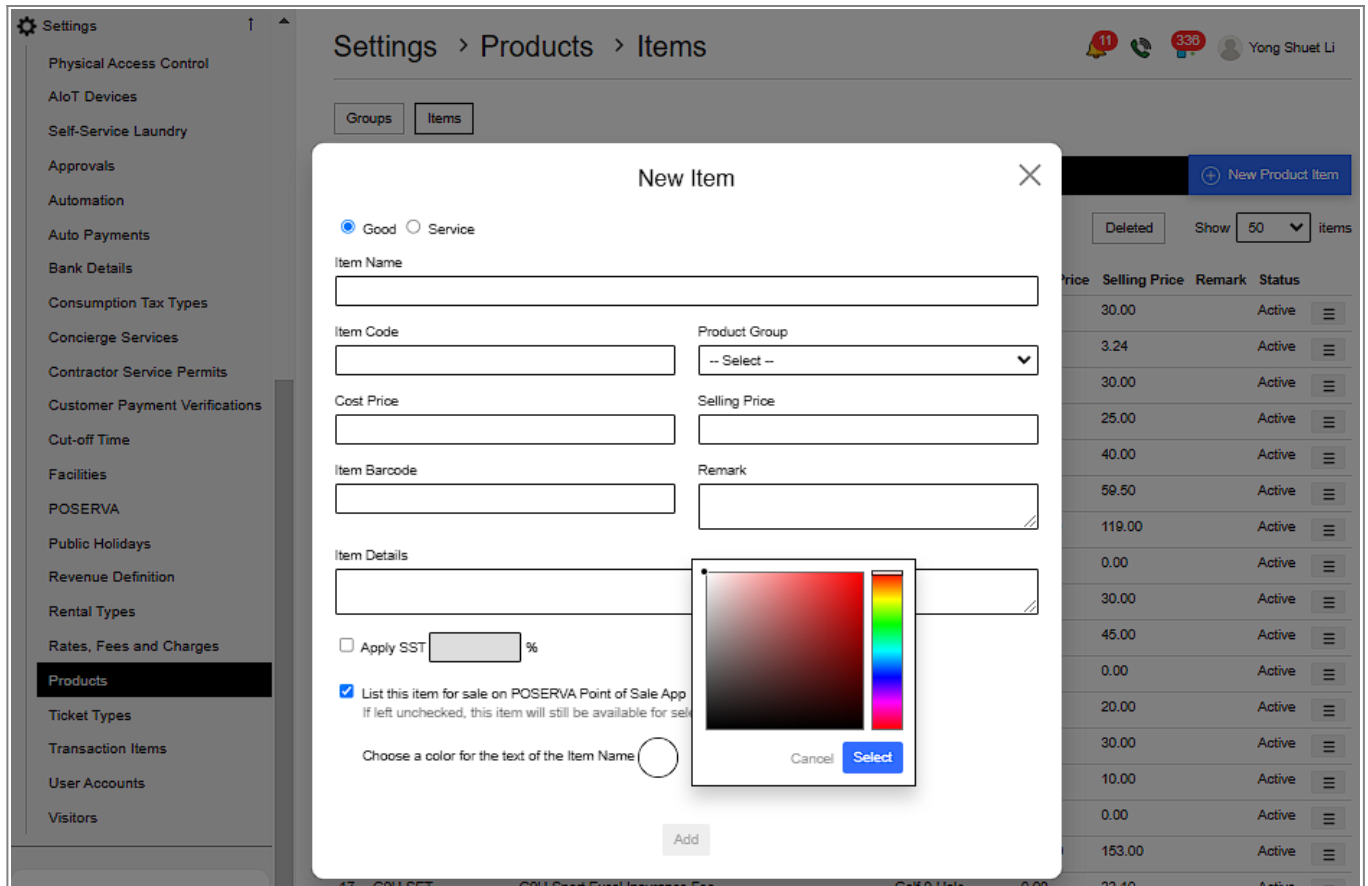 Settings ↑
Physical Access Control
AIoT Devices
Self-Service Laundry
Approvals
Automation
Auto Payments
Bank Details
Consumption Tax Types
Concierge Services
Contractor Service Permits
Customer Payment Verifications
Cut-off Time
Facilities
POSERVA
Public Holidays
Revenue Definition
Rental Types
Rates, Fees and Charges
Products
Ticket Types
Transaction Items
User Accounts
Visitors
Settings > Products > Items
11 336 Yong Shuet Li
Groups Items
New Product Item
Deleted Show 50 items
Price Selling Price Remark Status
30.00 Active
3.24 Active
30.00 Active
25.00 Active
40.00 Active
59.50 Active
119.00 Active
0.00 Active
30.00 Active
45.00 Active
0.00 Active
20.00 Active
30.00 Active
10.00 Active
0.00 Active
153.00 Active
New Item
Good Service
Item Name
Item Code Product Group
-- Select --
Cost Price Selling Price
Item Barcode Remark
Item Details
Apply SST %
List this item for sale on POSERVA Point of Sale App
If left unchecked, this item will still be available for
Choose a color for the text of the Item Name
Cancel Select
Add